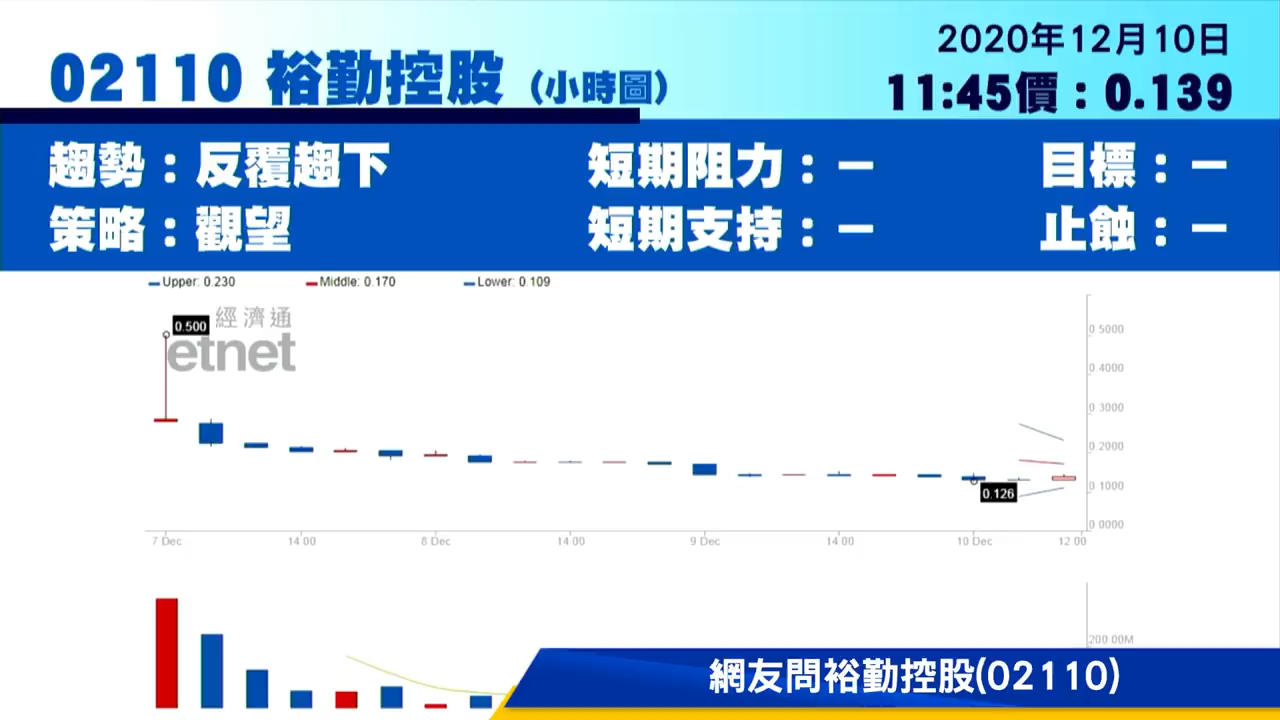 02110 裕勤控股 (小時圖)
2020年12月10日
11:45價：0.139
趨勢：反覆趨下
短期阻力：－
目標：－
策略：觀望
短期支持：－
止蝕：－
Upper: 0.230 Middle: 0.170 Lower: 0.109
0.500
經濟通
etnet
0.5000
0.4000
0.3000
0.2000
0.1000
0.0000
0.126
7 Dec 14:00 8 Dec 14:00 9 Dec 14:00 10 Dec 12:00
200.00M
網友問裕勤控股(02110)